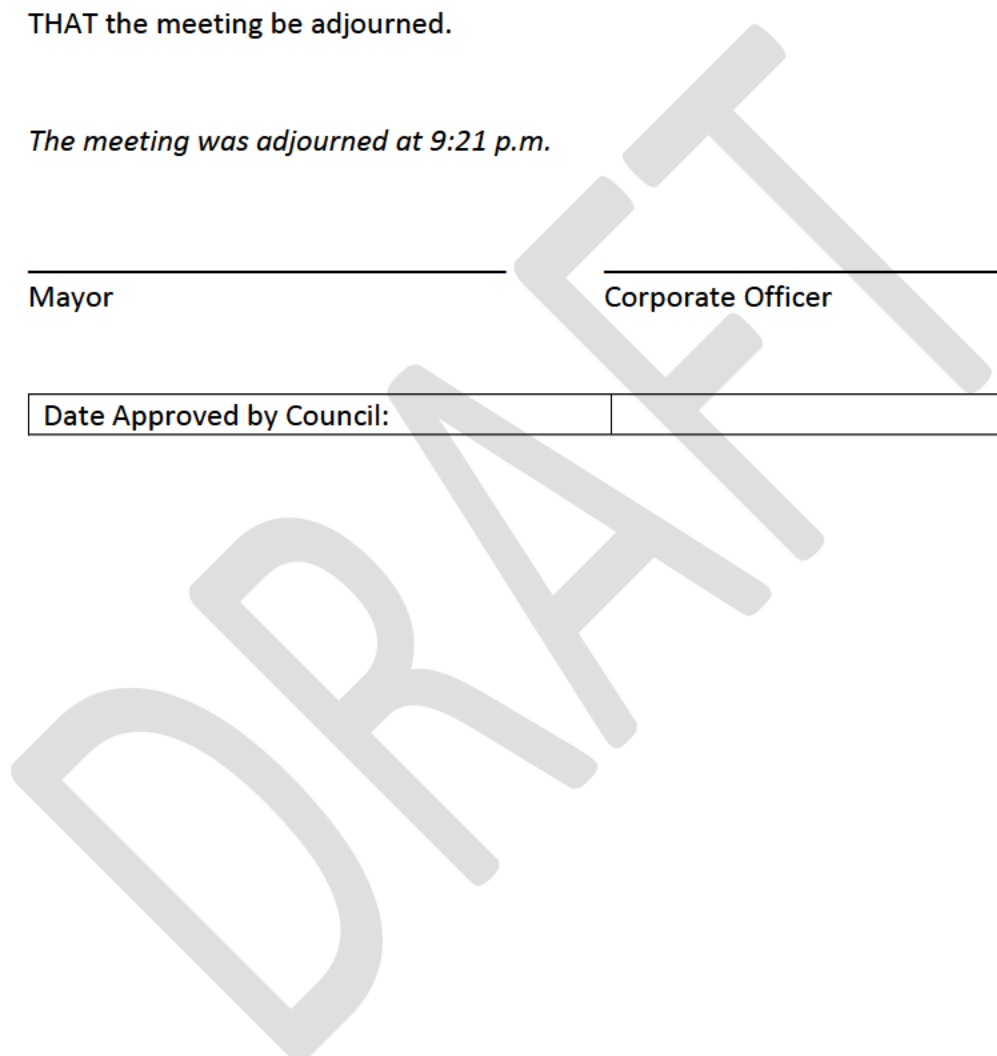 THAT the meeting be adjourned.
The meeting was adjourned at 9:21 p.m.
Mayor
Corporate Officer
Date Approved by Council:
DRAFT